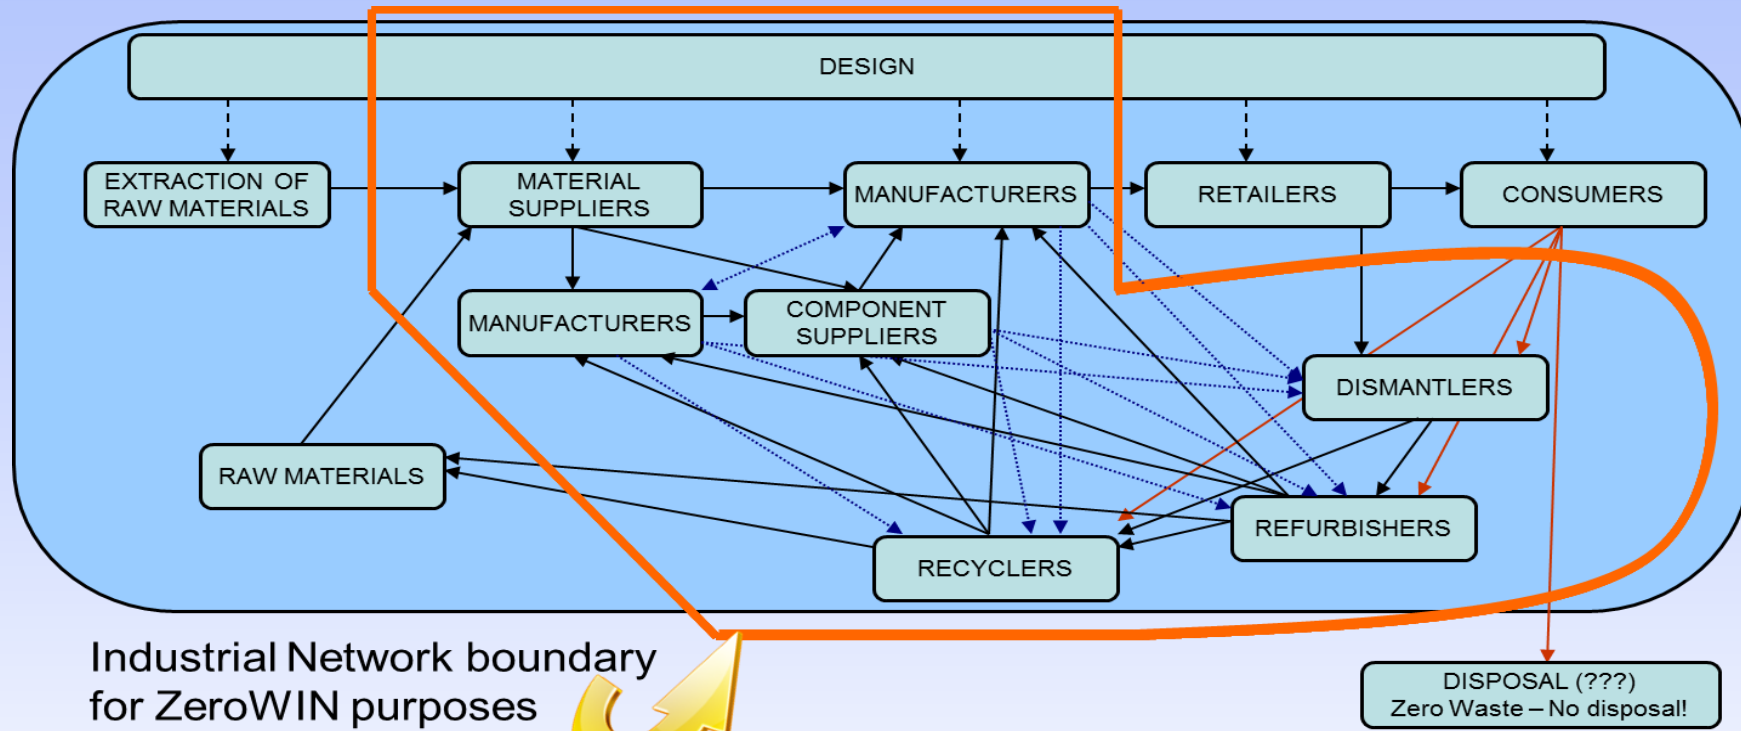 DESIGN
EXTRACTION OF
RAW MATERIALS
MATERIAL
SUPPLIERS
MANUFACTURERS
RETAILERS
CONSUMERS
MANUFACTURERS
COMPONENT
SUPPLIERS
DISMANTLERS
RAW MATERIALS
REFURBISHERS
RECYCLERS
Industrial Network boundary
for ZeroWIN purposes
DISPOSAL (???)
Zero Waste – No disposal!